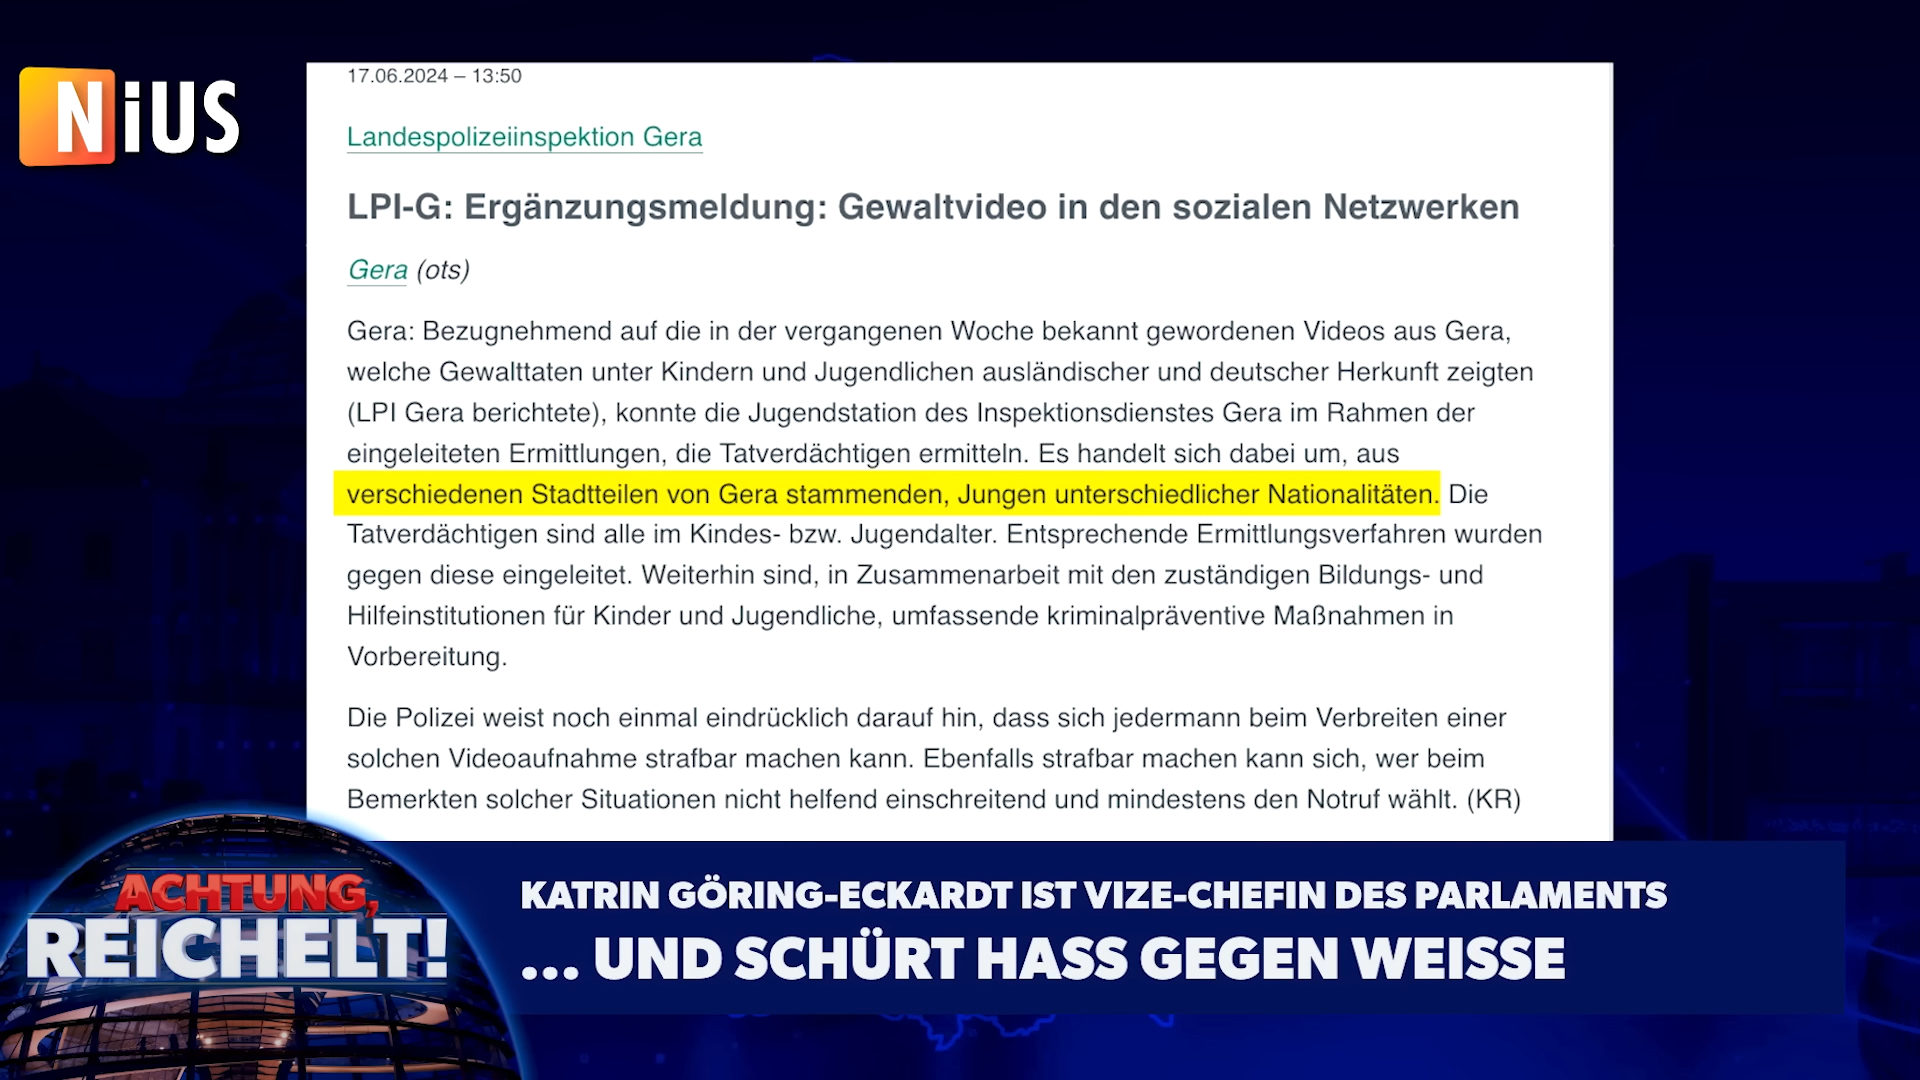 NiUS
17.06.2024 – 13:50
Landespolizeiinspektion Gera
LPI-G: Ergänzungsmeldung: Gewaltvideo in den sozialen Netzwerken
Gera (ots)
Gera: Bezugnehmend auf die in der vergangenen Woche bekannt gewordenen Videos aus Gera,
welche Gewalttaten unter Kindern und Jugendlichen ausländischer und deutscher Herkunft zeigten
(LPI Gera berichtete), konnte die Jugendstation des Inspektionsdienstes Gera im Rahmen der
eingeleiteten Ermittlungen, die Tatverdächtigen ermitteln. Es handelt sich dabei um, aus
verschiedenen Stadtteilen von Gera stammenden, Jungen unterschiedlicher Nationalitäten. Die
Tatverdächtigen sind alle im Kindes- bzw. Jugendalter. Entsprechende Ermittlungsverfahren wurden
gegen diese eingeleitet. Weiterhin sind, in Zusammenarbeit mit den zuständigen Bildungs- und
Hilfeinstitutionen für Kinder und Jugendliche, umfassende kriminalpräventive Maßnahmen in
Vorbereitung.
Die Polizei weist noch einmal eindrücklich darauf hin, dass sich jedermann beim Verbreiten einer
solchen Videoaufnahme strafbar machen kann. Ebenfalls strafbar machen kann sich, wer beim
Bemerkten solcher Situationen nicht helfend einschreitend und mindestens den Notruf wählt. (KR)
ACHTUNG,
REICHELT!
KATRIN GÖRING-ECKARDT IST VIZE-CHEFIN DES PARLAMENTS
... UND SCHÜRT HASS GEGEN WEISSE